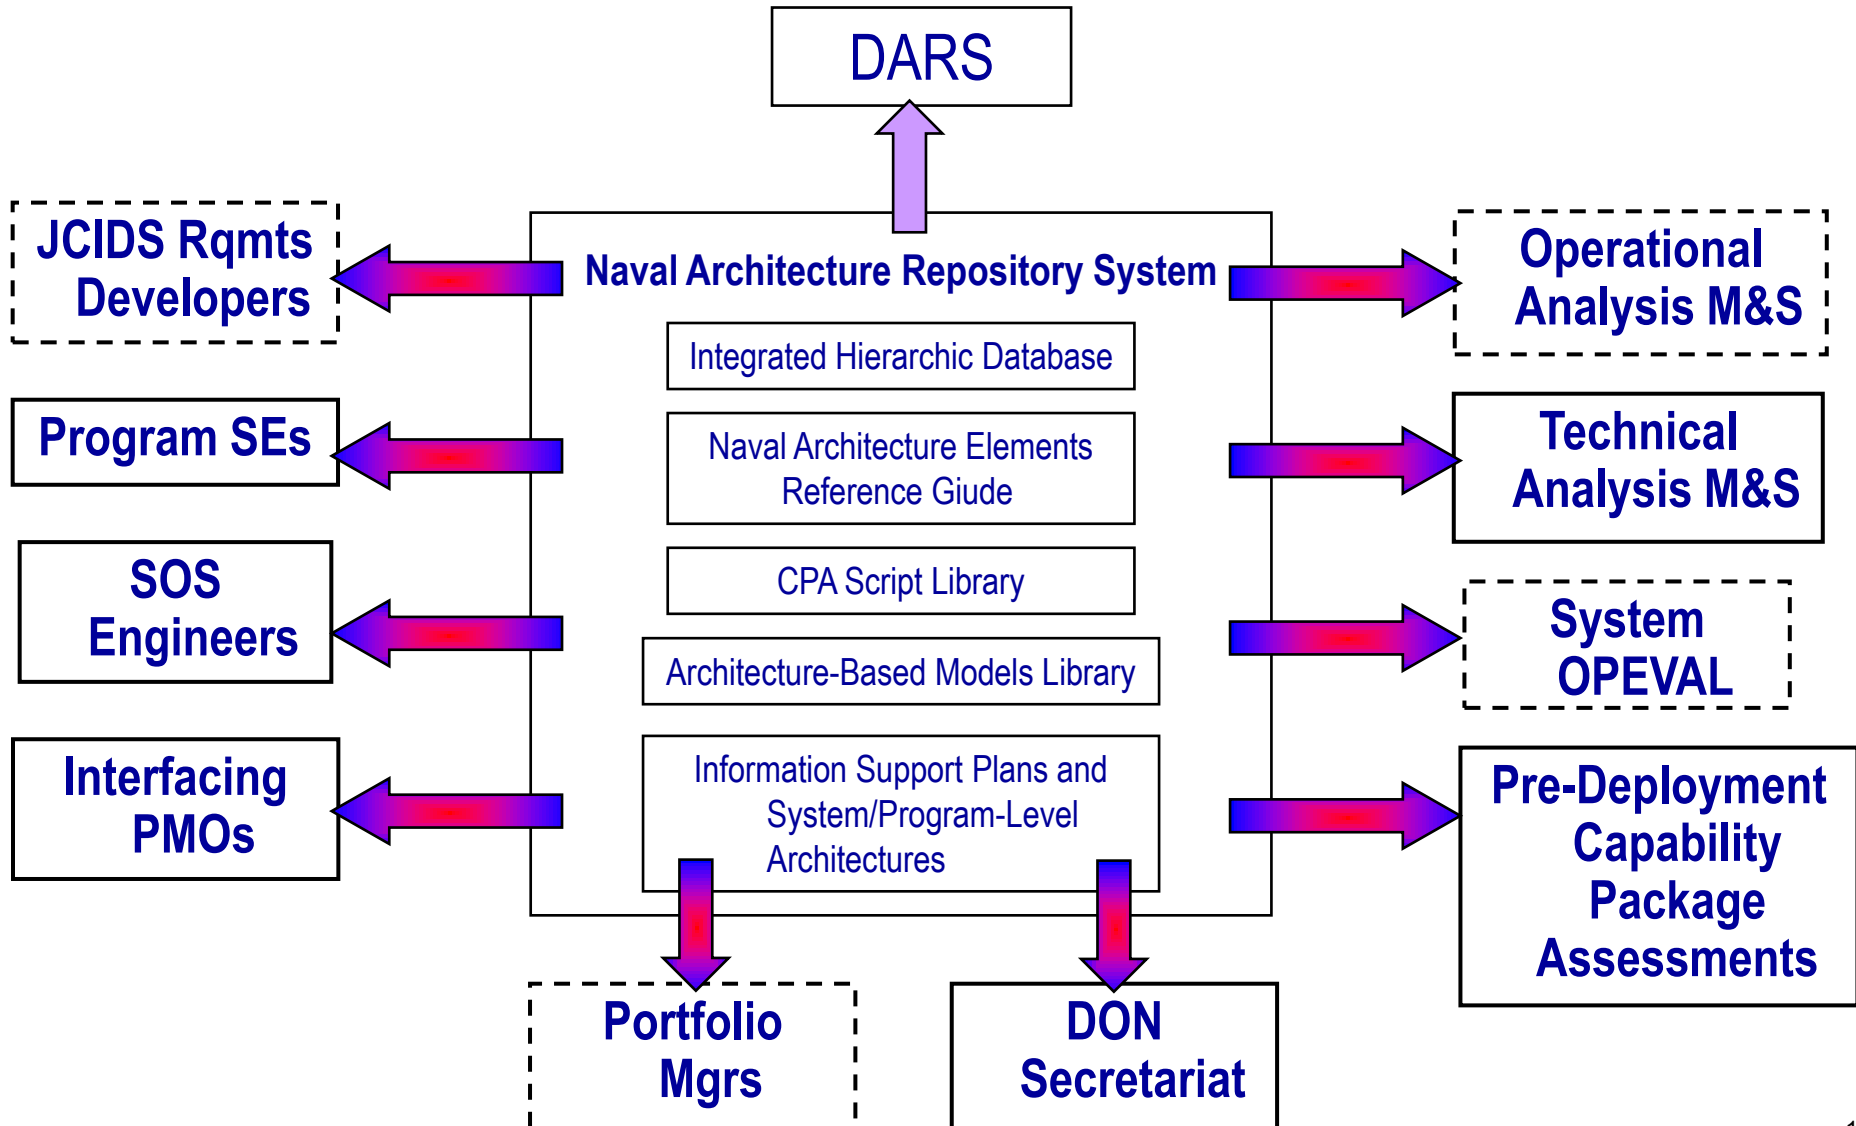 DARS
JCIDS Rqmts
Developers
Program SEs
SOS
Engineers
Interfacing
PMOs
Naval Architecture Repository System
Integrated Hierarchic Database
Naval Architecture Elements
Reference Giude
CPA Script Library
Architecture-Based Models Library
Information Support Plans and
System/Program-Level
Architectures
Operational
Analysis M&S
Technical
Analysis M&S
System
OPEVAL
Pre-Deployment
Capability
Package
Assessments
Portfolio
Mgrs
DON
Secretariat